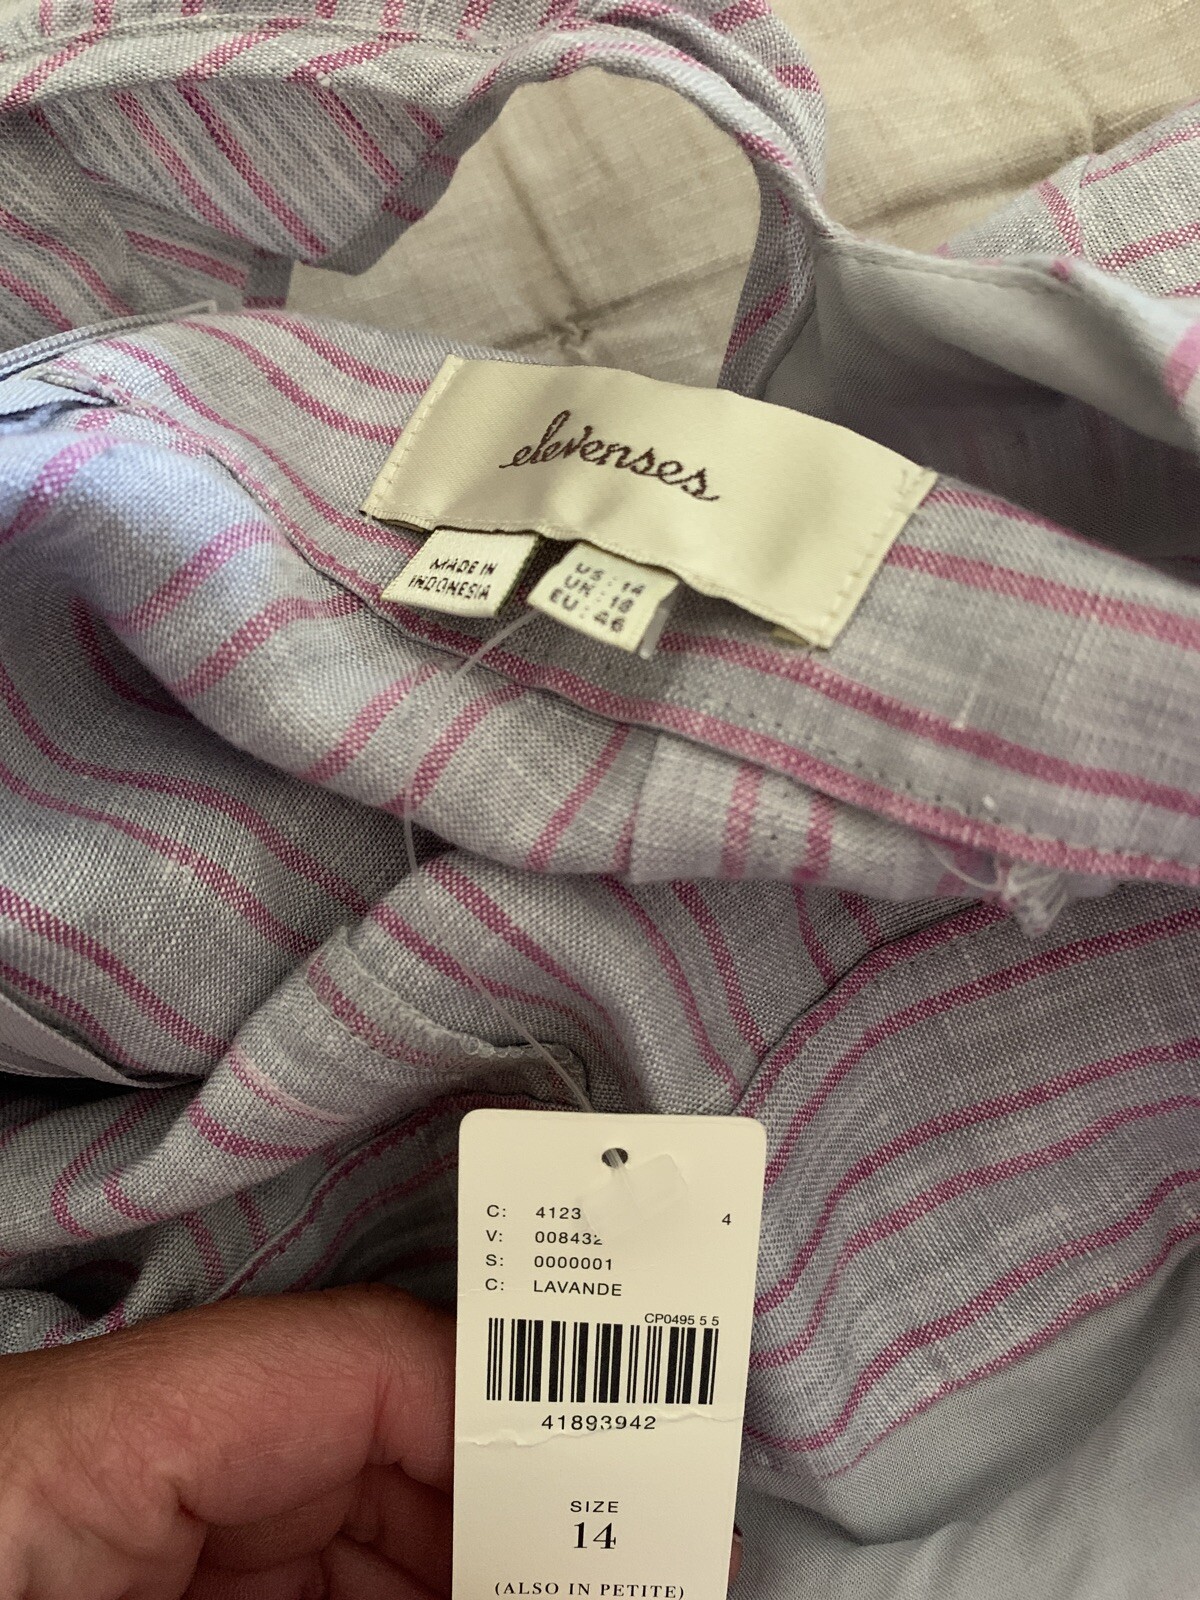 elevenses
MADE IN
INDONESIA
US : 14
UK : 18
EU : 46
C: 4123 4
V: 008432
S: 0000001
C: LAVANDE
CP0495 5 5
41893942
SIZE
14
(ALSO IN PETITE)